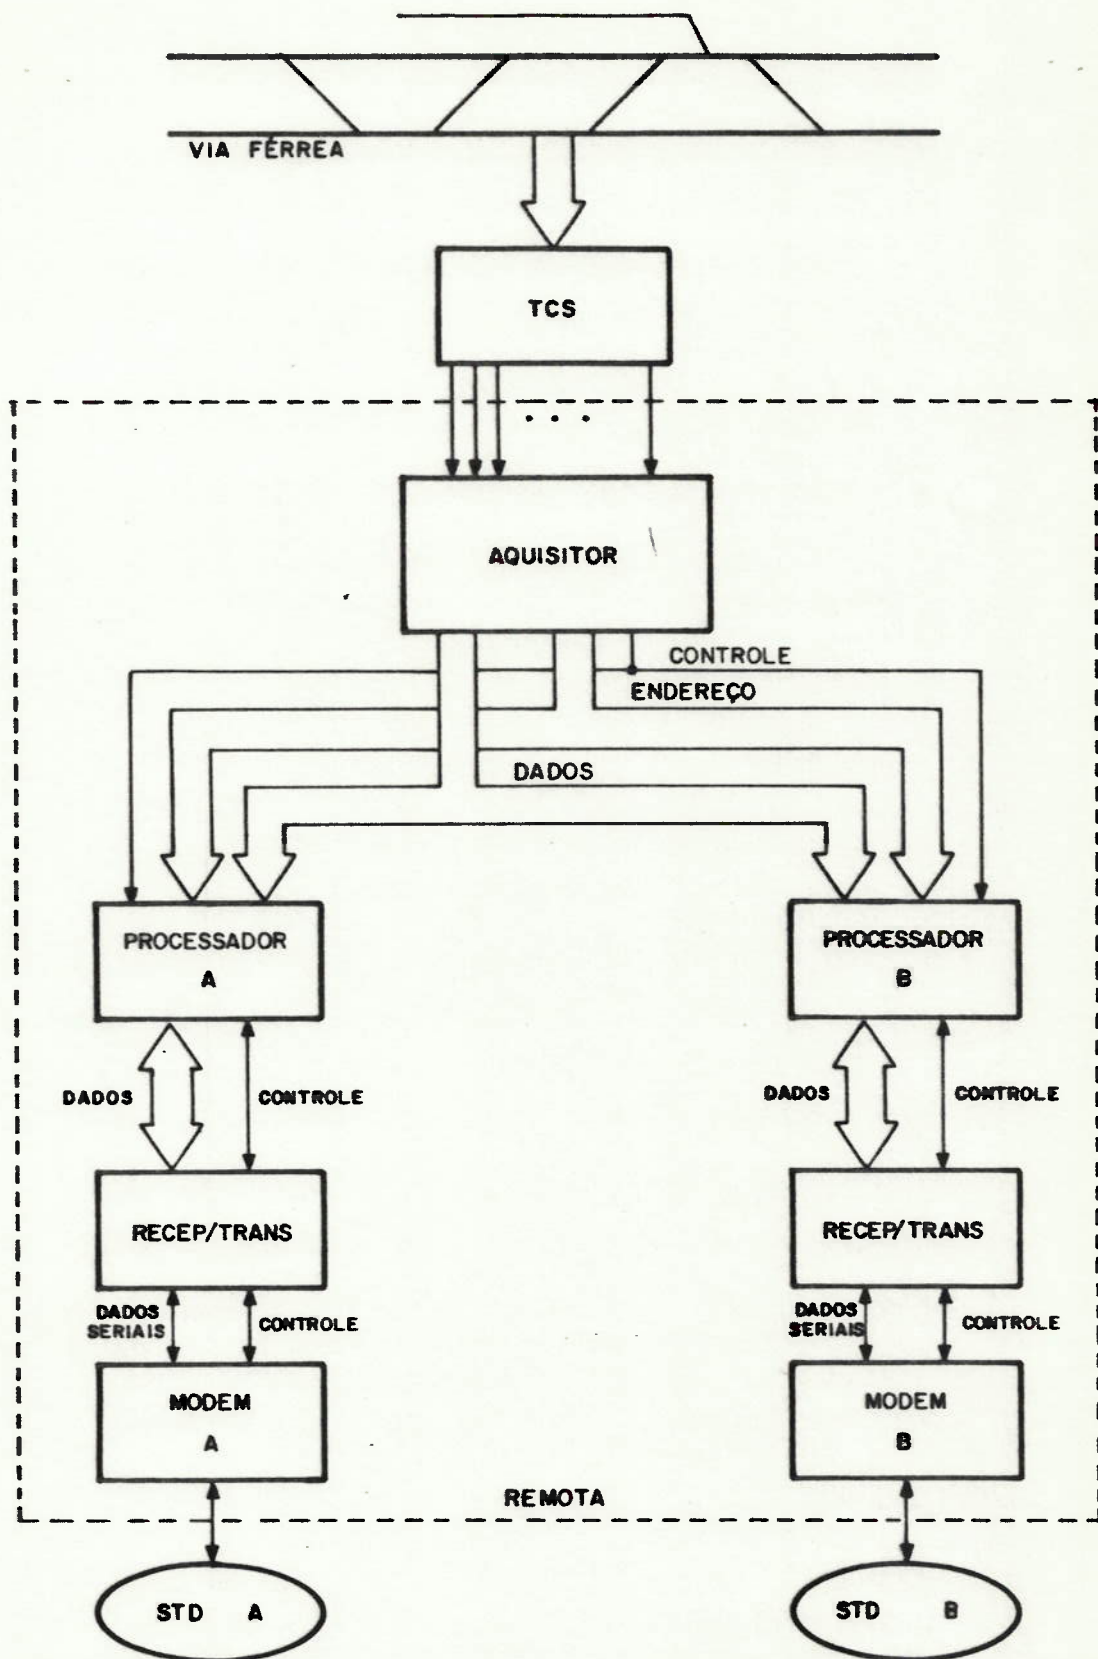 VIA FÉRREA
TCS
. . .
AQUISITOR
CONTROLE
ENDEREÇO
DADOS
PROCESSADOR
A
PROCESSADOR
B
DADOS
CONTROLE
DADOS
CONTROLE
RECEP/TRANS
RECEP/TRANS
DADOS
SERIAIS
CONTROLE
DADOS
SERIAIS
CONTROLE
MODEM
A
MODEM
B
REMOTA
STD A
STD B